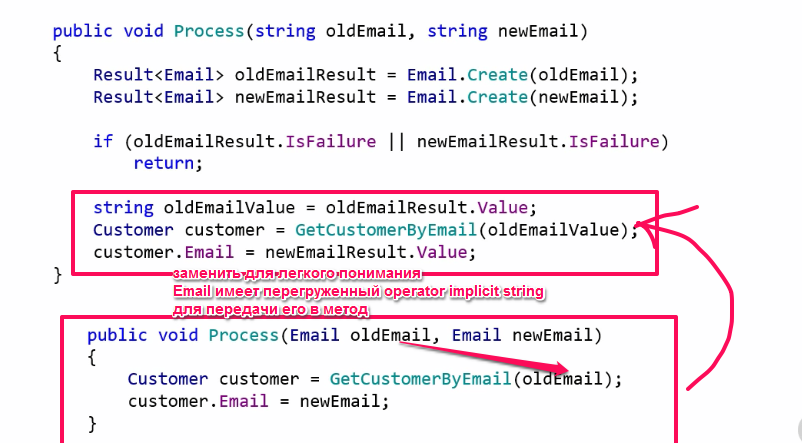 public void Process(string oldEmail, string newEmail)
{
Result<Email> oldEmailResult = Email.Create(oldEmail);
Result<Email> newEmailResult = Email.Create(newEmail);
if (oldEmailResult.IsFailure || newEmailResult.IsFailure)
return;
string oldEmailValue = oldEmailResult.Value;
Customer customer = GetCustomerByEmail(oldEmailValue);
customer.Email = newEmailResult.Value;
}
заменить для легкого понимания
Email имеет перегруженный operator implicit string
для передачи его в метод
public void Process(Email oldEmail, Email newEmail)
{
Customer customer = GetCustomerByEmail(oldEmail);
customer.Email = newEmail;
}